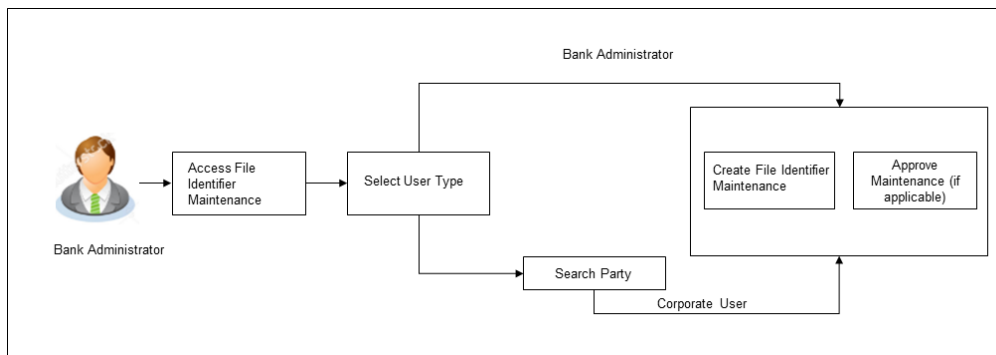 Bank Administrator
Access File
Identifier
Maintenance
Select User Type
Create File Identifier
Maintenance
Approve
Maintenance (if
applicable)
Bank Administrator
Search Party
Corporate User